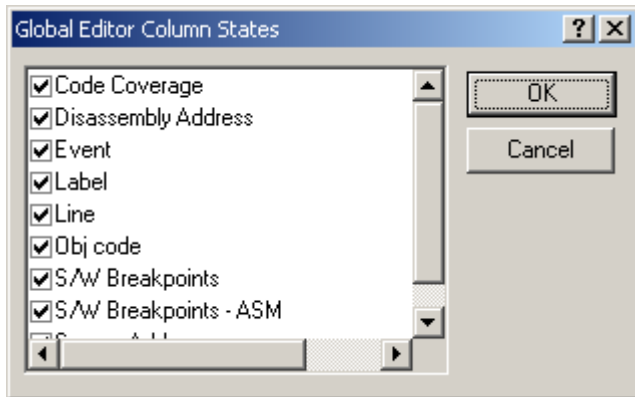 Global Editor Column States
Code Coverage
Disassembly Address
Event
Label
Line
Obj code
S/W Breakpoints
S/W Breakpoints - ASM
OK
Cancel